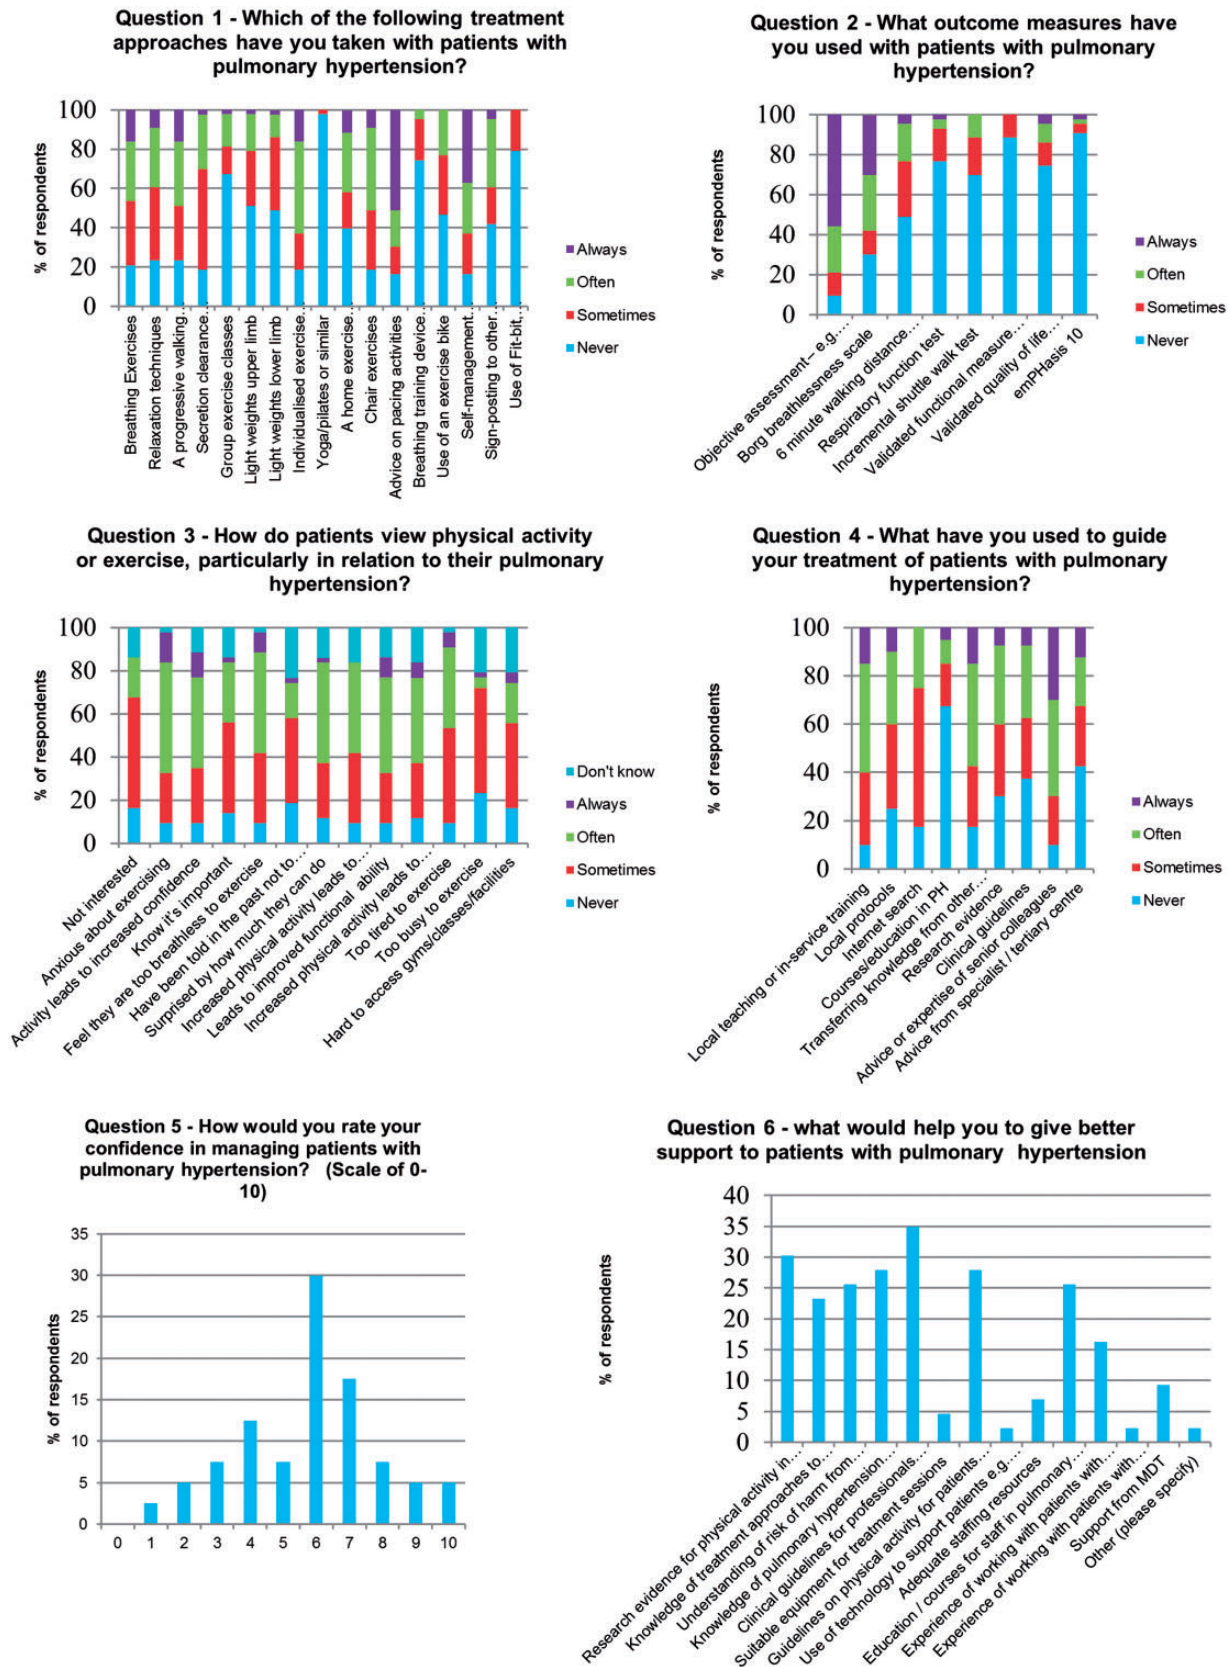 Question 1 - Which of the following treatment
approaches have you taken with patients with
pulmonary hypertension?
% of respondents
100
80
60
40
20
0
Always
Often
Sometimes
Never
Breathing Exercises
Relaxation techniques
A progressive walking…
Secretion clearance…
Group exercise classes
Light weights upper limb
Light weights lower limb
Individualised exercise…
Yoga/pilates or similar
A home exercise…
Chair exercises
Advice on pacing activities
Breathing training device…
Use of an exercise bike
Self-management…
Sign-posting to other…
Use of Fit-bit…
Question 2 - What outcome measures have
you used with patients with pulmonary
hypertension?
% of respondents
100
80
60
40
20
0
Always
Often
Sometimes
Never
Objective assessment– e.g.…
Borg breathlessness scale
6 minute walking distance…
Respiratory function test
Incremental shuttle walk test
Validated functional measure…
Validated quality of life…
emPHasis 10
Question 3 - How do patients view physical activity
or exercise, particularly in relation to their pulmonary
hypertension?
% of respondents
100
80
60
40
20
0
Don't know
Always
Often
Sometimes
Never
Not interested
Anxious about exercising
Activity leads to increased confidence
Know it's important
Feel they are too breathless to exercise
Have been told in the past not to…
Surprised by how much they can do
Increased physical activity leads to…
Leads to improved functional ability
Increased physical activity leads to…
Too tired to exercise
Too busy to exercise
Hard to access gyms/classes/facilities
Question 4 - What have you used to guide
your treatment of patients with pulmonary
hypertension?
% of respondents
100
80
60
40
20
0
Always
Often
Sometimes
Never
Local teaching or in-service training
Local protocols
Internet search
Courses/education in PH
Transferring knowledge from other…
Research evidence
Clinical guidelines
Advice or expertise of senior colleagues
Advice from specialist / tertiary centre
Question 5 - How would you rate your
confidence in managing patients with
pulmonary hypertension? (Scale of 0-
10)
% of respondents
35
30
25
20
15
10
5
0
0 1 2 3 4 5 6 7 8 9 10
Question 6 - what would help you to give better
support to patients with pulmonary hypertension
% of respondents
40
35
30
25
20
15
10
5
0
Research evidence for physical activity in…
Knowledge of treatment approaches to…
Understanding of risk of harm from…
Knowledge of pulmonary hypertension…
Clinical guidelines for professionals…
Suitable equipment for treatment sessions
Guidelines on physical activity for patients…
Use of technology to support patients e.g.…
Adequate staffing resources
Education / courses for staff in pulmonary…
Experience of working with patients with…
Experience of working with patients with…
Support from MDT
Other (please specify)